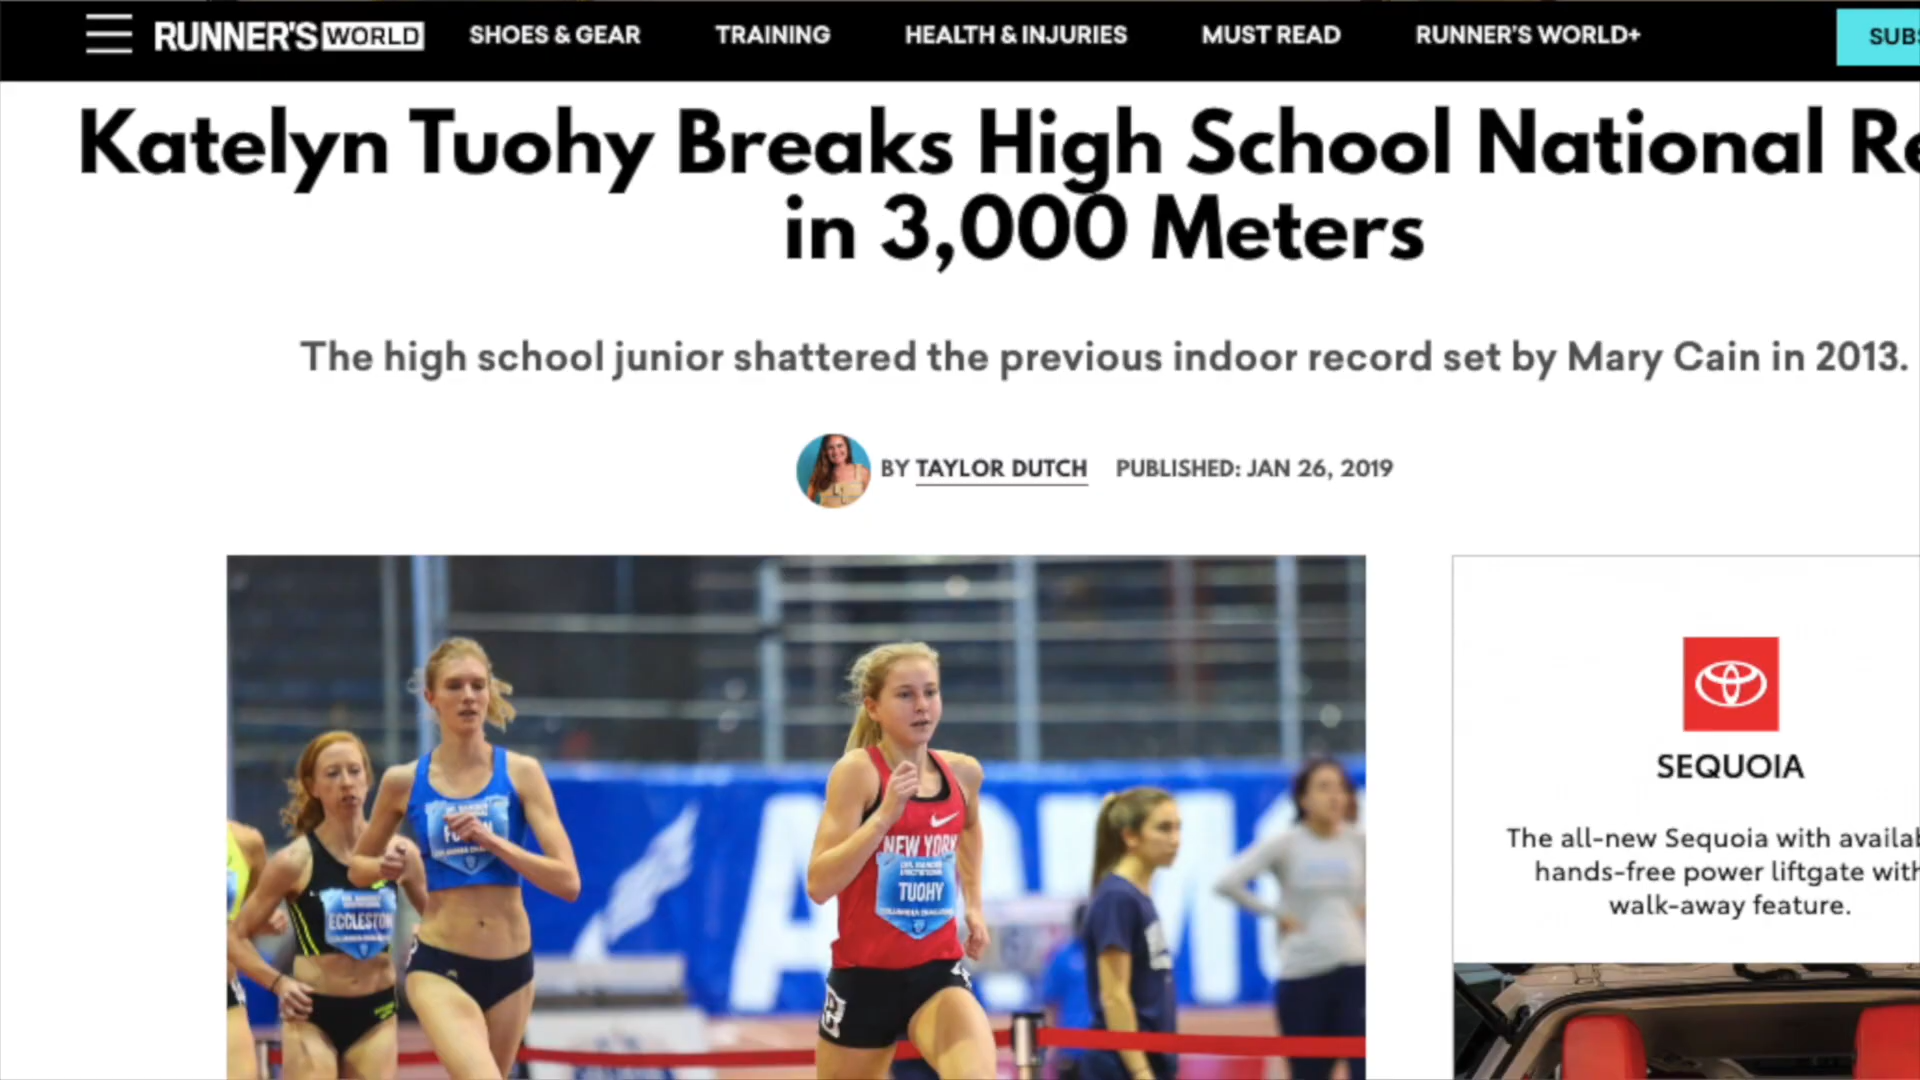 RUNNER'S WORLD SHOES & GEAR TRAINING HEALTH & INJURIES MUST READ RUNNER'S WORLD+
Katelyn Tuohy Breaks High School National
in 3,000 Meters
The high school junior shattered the previous indoor record set by Mary Cain in 2013.
BY TAYLOR DUTCH PUBLISHED: JAN 26, 2019
ECCLESTON
NEW YORK
TUOHY
SEQUOIA
The all-new Sequoia with
hands-free power liftgate with
walk-away feature.